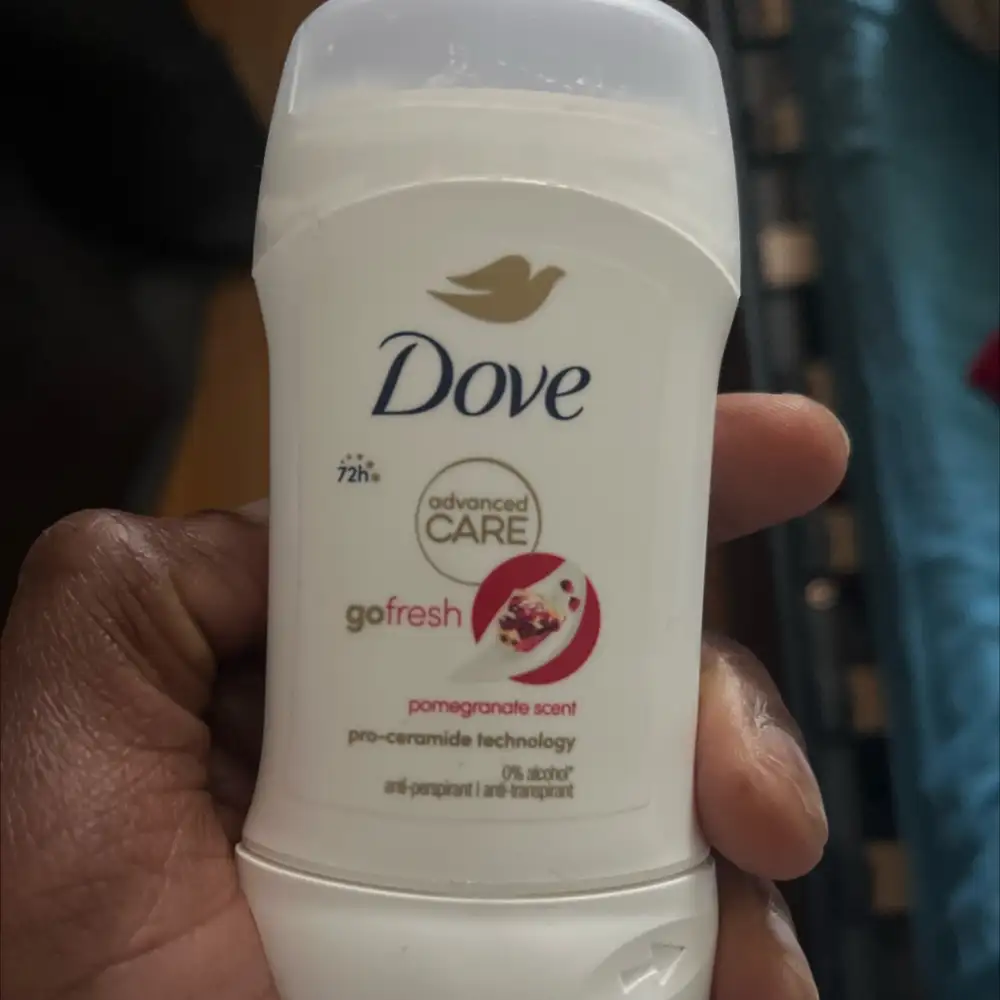 Dove
72h
advanced
CARE
gofresh
pomegranate scent
pro-ceramide technology
0% alcohol*
anti-perspirant | anti-transpirant